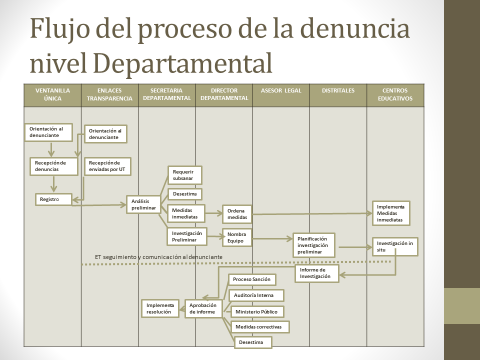 Flujo del proceso de la denuncia
nivel Departamental
VENTANILLA
ÚNICA
ENLACES
TRANSPARENCIA
SECRETARIA
DEPARTAMENTAL
DIRECTOR
DEPARTAMENTAL
ASESOR LEGAL
DISTRITALES
CENTROS
EDUCATIVOS
Orientación al
denunciante
Orientación al
denunciante
Recepción de
denuncias
Recepción de
enviadas por UT
Registro
Análisis
preliminar
Requerir
subsanar
Desestima
Medidas
inmediatas
Investigación
Preliminar
Ordena
medidas
Nombra
Equipo
Planificación
investigación
preliminar
Implementa
Medidas
inmediatas
Investigación in
situ
ET seguimiento y comunicación al denunciante
Informe de
Investigación
Implementa
resolución
Aprobación
de informe
Proceso Sanción
Auditoría Interna
Ministerio Público
Medidas correctivas
Desestima